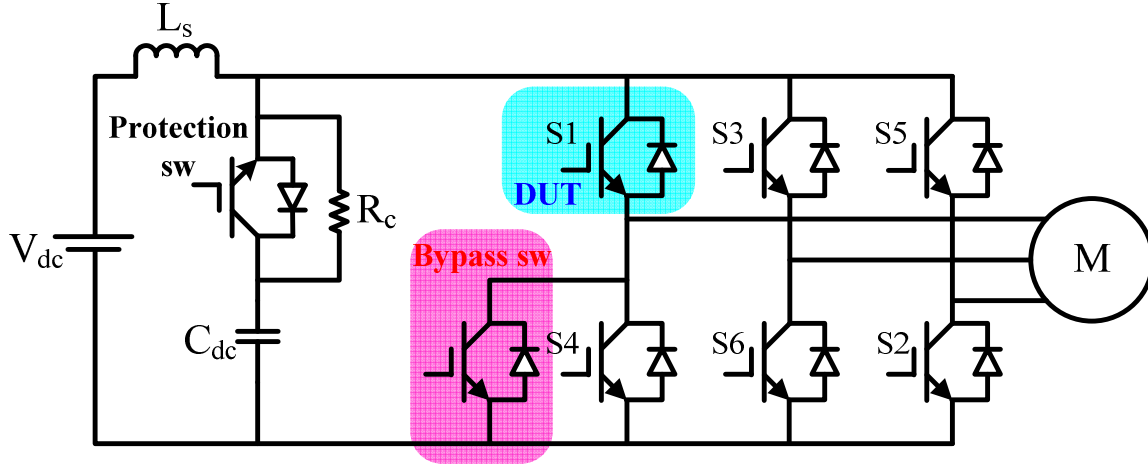 Ls
Protection
sw
Rc
Vdc
Cdc
S1
DUT
S3
S5
Bypass sw
S4
S6
S2
M